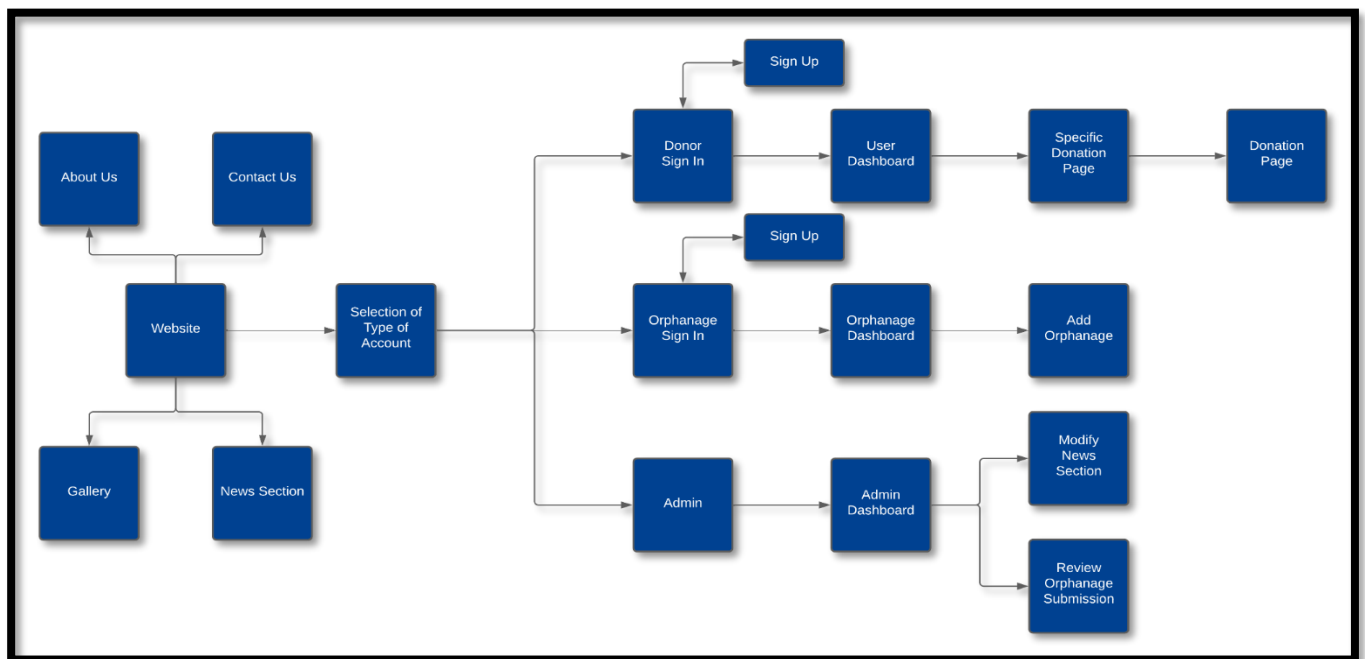 Sign Up
Donor
Sign In
User
Dashboard
Specific
Donation
Page
Donation
Page
About Us
Contact Us
Sign Up
Website
Selection of
Type of
Account
Orphanage
Sign In
Orphanage
Dashboard
Add
Orphanage
Gallery
News Section
Admin
Admin
Dashboard
Modify
News
Section
Review
Orphanage
Submission